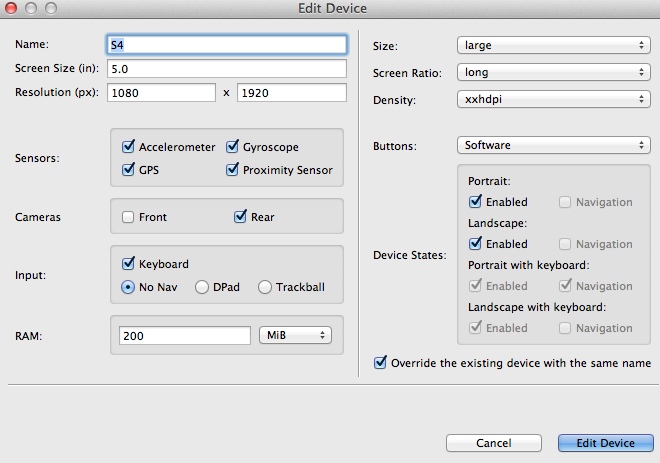 Edit Device
Name: S4
Screen Size (in): 5.0
Resolution (px): 1080 x 1920
Sensors: Accelerometer Gyroscope
GPS Proximity Sensor
Cameras Front Rear
Input: Keyboard
No Nav DPad Trackball
RAM: 200 MiB
Size: large
Screen Ratio: long
Density: xxhdpi
Buttons: Software
Device States:
Portrait:
Enabled Navigation
Landscape:
Enabled Navigation
Portrait with keyboard:
Enabled Navigation
Landscape with keyboard:
Enabled Navigation
Override the existing device with the same name
Cancel Edit Device